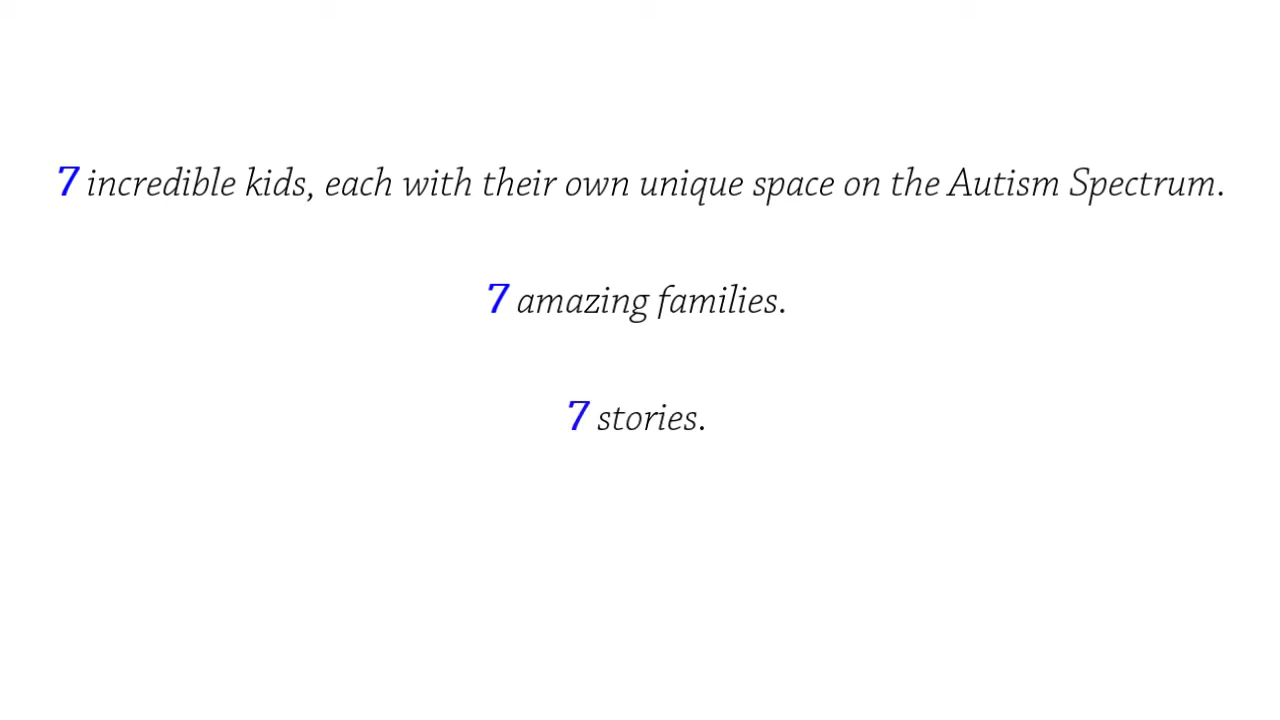 7 incredible kids, each with their own unique space on the Autism Spectrum.
7 amazing families.
7 stories.